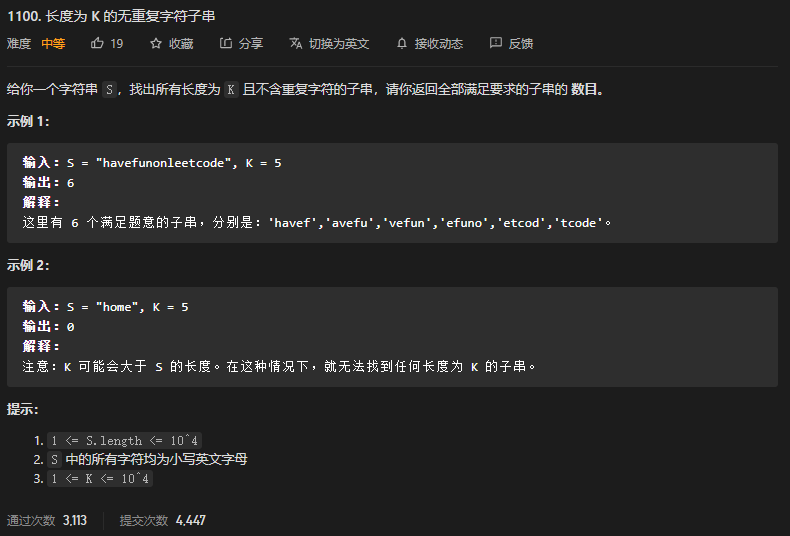 1100. 长度为 K 的无重复字符子串
难度 中等 19 收藏 分享 切换为英文 接收动态 反馈
给你一个字符串 S，找出所有长度为 K 且不含重复字符的子串，请你返回全部满足要求的子串的 数目。
示例 1：
输入：S = "havefunonleetcode", K = 5
输出：6
解释：
这里有 6 个满足题意的子串，分别是：'havef','avefu','vefun','efuno','etcod','tcode'。
示例 2：
输入：S = "home", K = 5
输出：0
解释：
注意：K 可能会大于 S 的长度。在这种情况下，就无法找到任何长度为 K 的子串。
提示：
1. 1 <= S.length <= 10^4
2. S 中的所有字符均为小写英文字母
3. 1 <= K <= 10^4
通过次数 3,113 提交次数 4,447